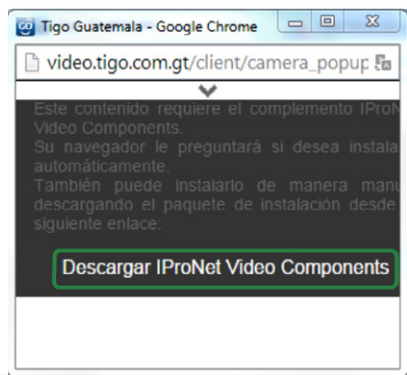 Tigo Guatemala - Google Chrome
video.tigo.com.gt/client/camera_popup
Este contenido requiere el complemento IProN
Video Components.
Su navegador le preguntará si desea instala
automáticamente.
También puede instalarlo de manera manu
descargando el paquete de instalación desde
siguiente enlace:
Descargar IProNet Video Components